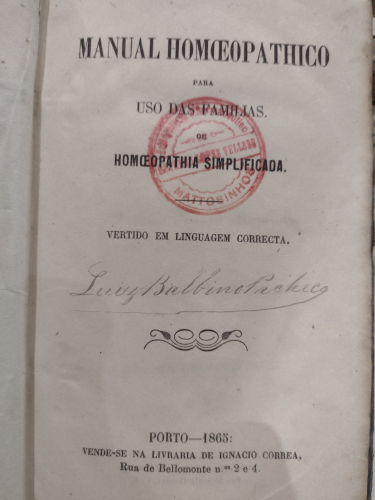 MANUAL HOMŒOPATHICO
PARA
USO DAS FAMILIAS.
OU
HOMŒOPATHIA SIMPLIFICADA.
MATTOSINHOS
VERTIDO EM LINGUAGEM CORRECTA.
Luiz Balbino Pacheco
PORTO—1865:
VENDE-SE NA LIVRARIA DE IGNACIO CORREA,
Rua de Bellomonte n.os 2 e 4.